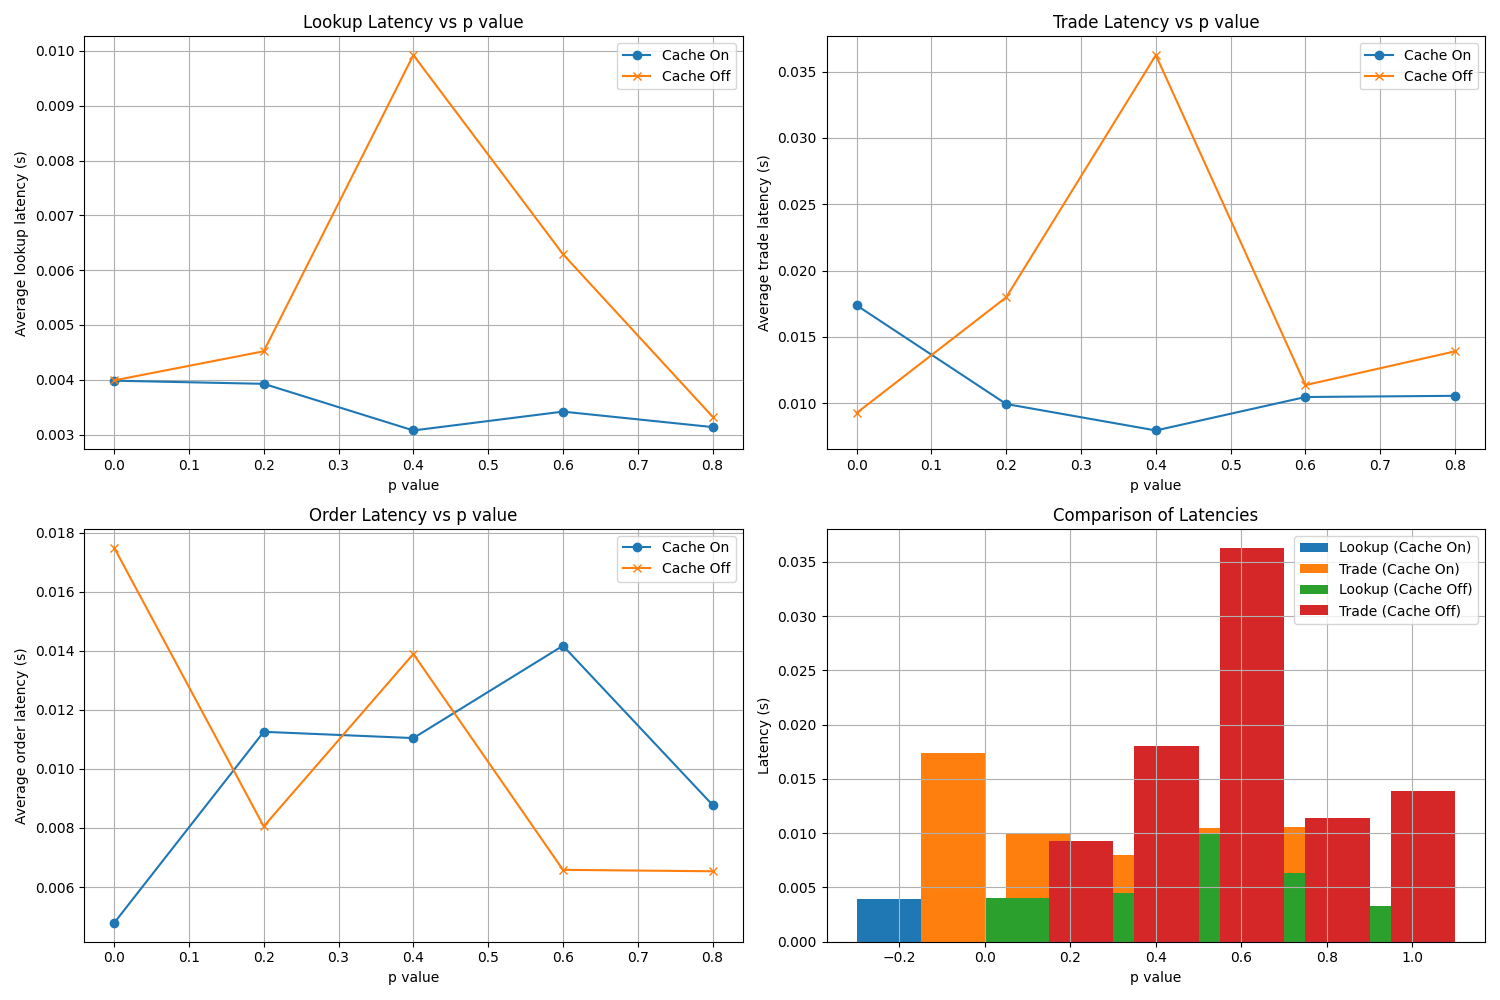 Lookup Latency vs p value
Average lookup latency (s)
0.010
0.009
0.008
0.007
0.006
0.005
0.004
0.003
Cache On
Cache Off
0.0 0.1 0.2 0.3 0.4 0.5 0.6 0.7 0.8
p value
Trade Latency vs p value
Average trade latency (s)
0.035
0.030
0.025
0.020
0.015
0.010
Cache On
Cache Off
0.0 0.1 0.2 0.3 0.4 0.5 0.6 0.7 0.8
p value
Order Latency vs p value
Average order latency (s)
0.018
0.016
0.014
0.012
0.010
0.008
0.006
Cache On
Cache Off
0.0 0.1 0.2 0.3 0.4 0.5 0.6 0.7 0.8
p value
Comparison of Latencies
Latency (s)
0.035
0.030
0.025
0.020
0.015
0.010
0.005
0.000
Lookup (Cache On)
Trade (Cache On)
Lookup (Cache Off)
Trade (Cache Off)
−0.2 0.0 0.2 0.4 0.6 0.8 1.0
p value